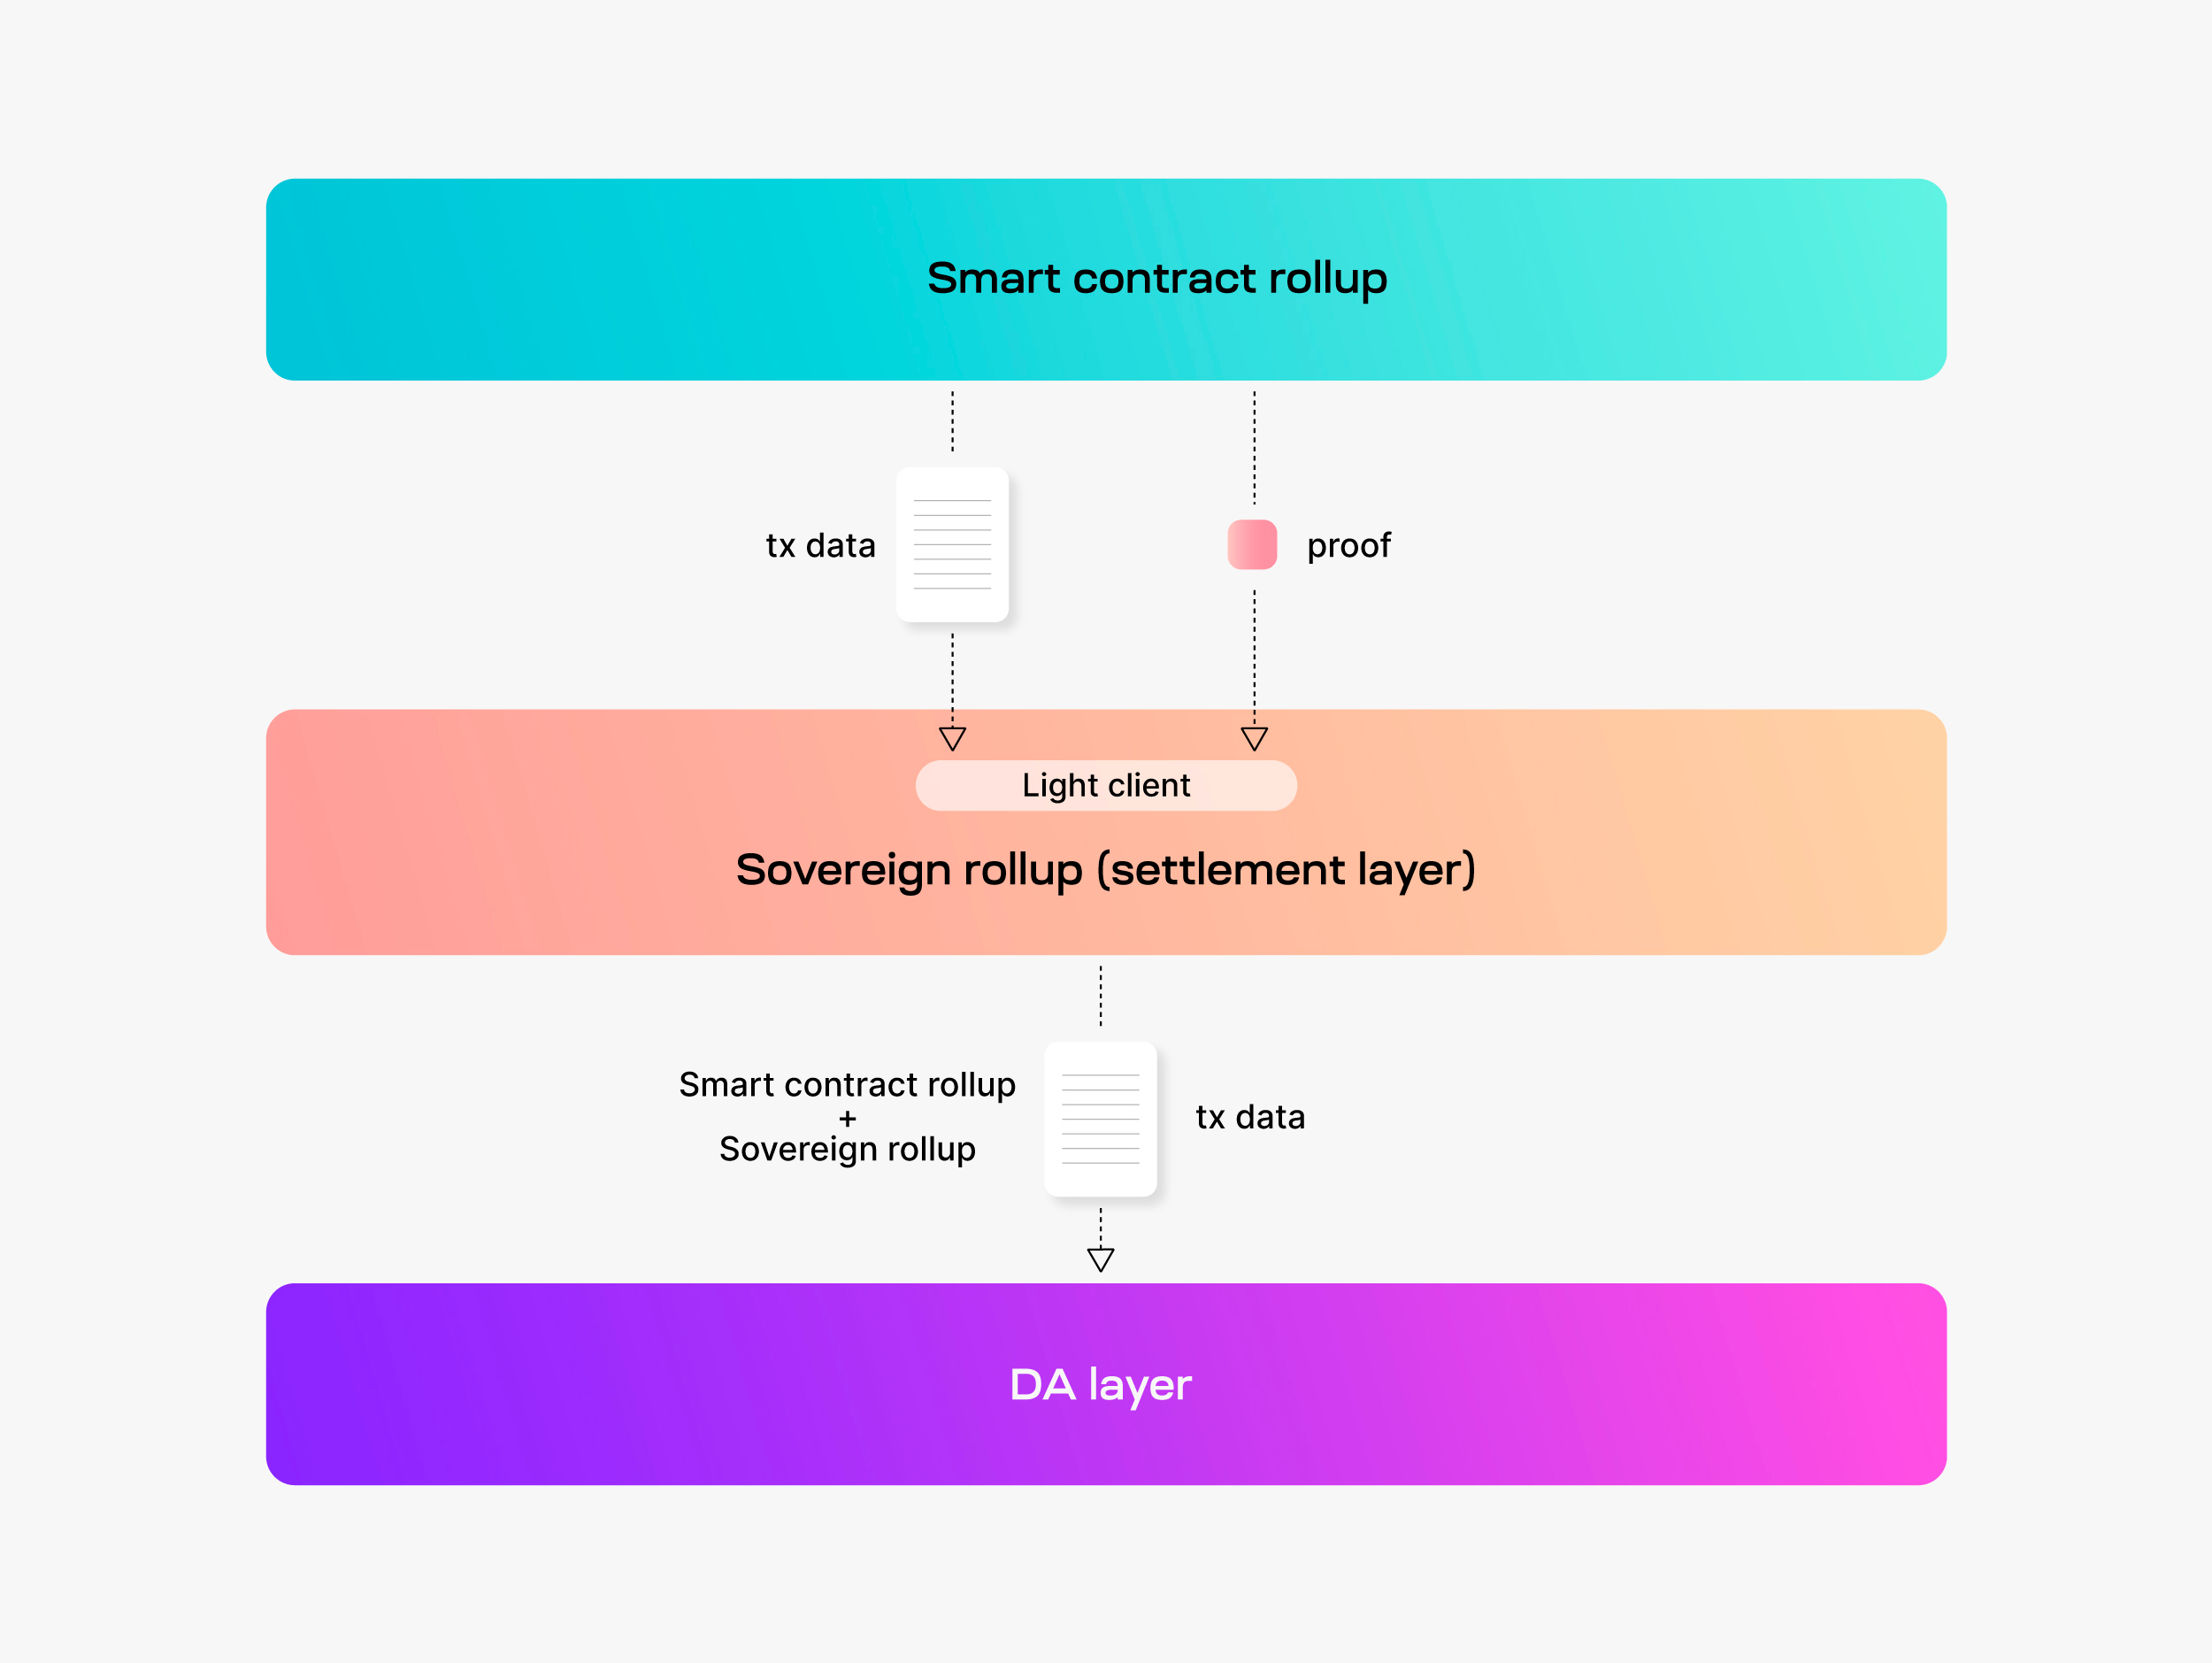 Smart contract rollup
tx data
proof
Light client
Sovereign rollup (settlement layer)
Smart contract rollup
+
Sovereign rollup
tx data
DA layer